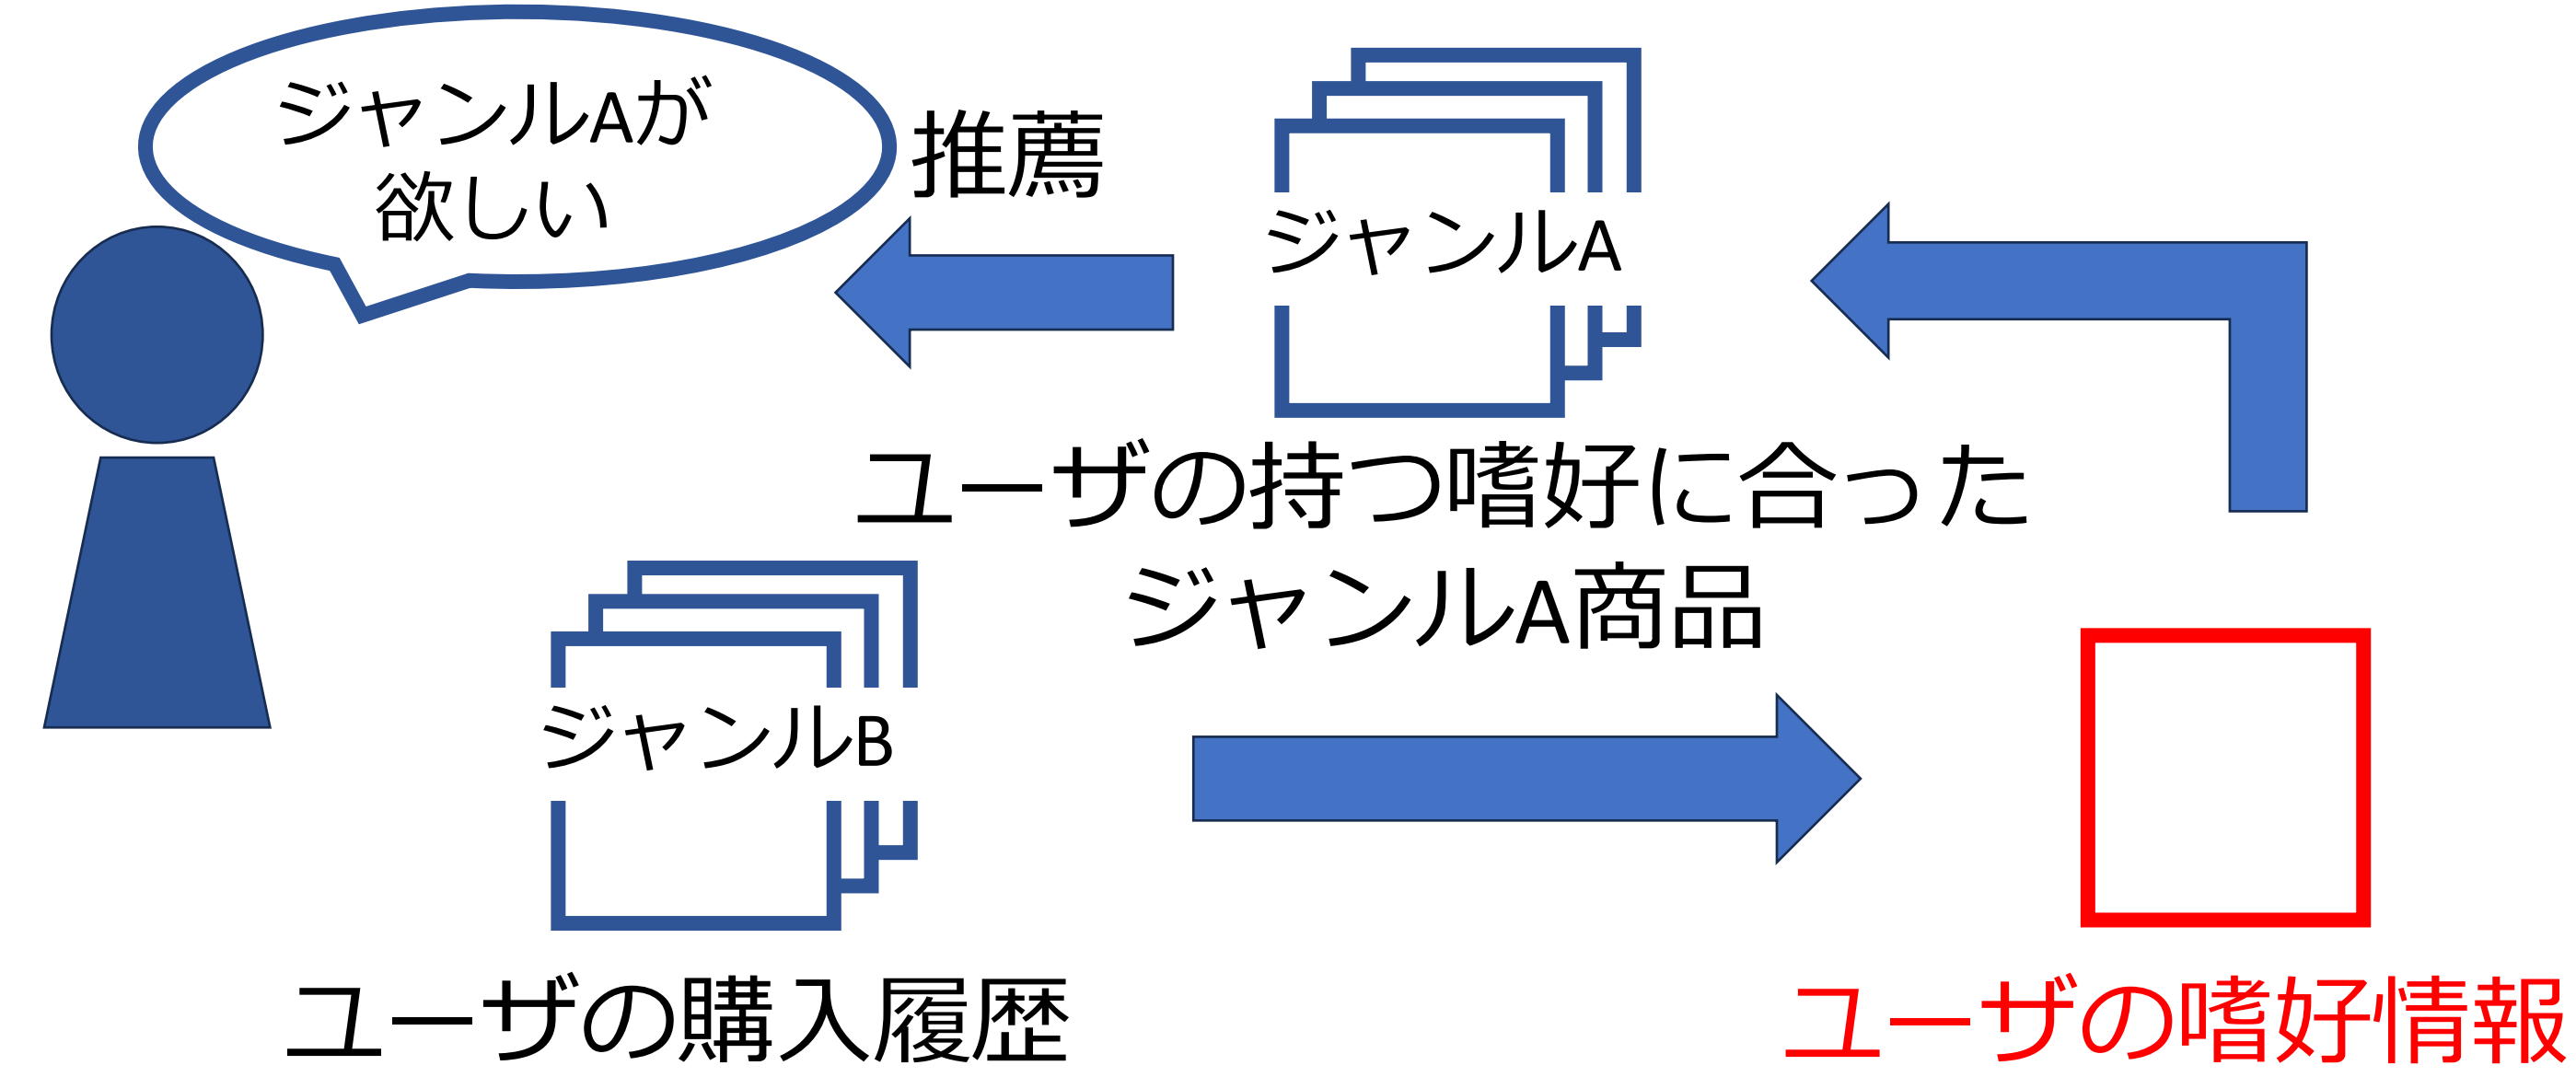 ジャンルAが
欲しい
推薦
ジャンルA
ユーザの持つ嗜好に合った
ジャンルA商品
ジャンルB
ユーザの購入履歴
ユーザの嗜好情報